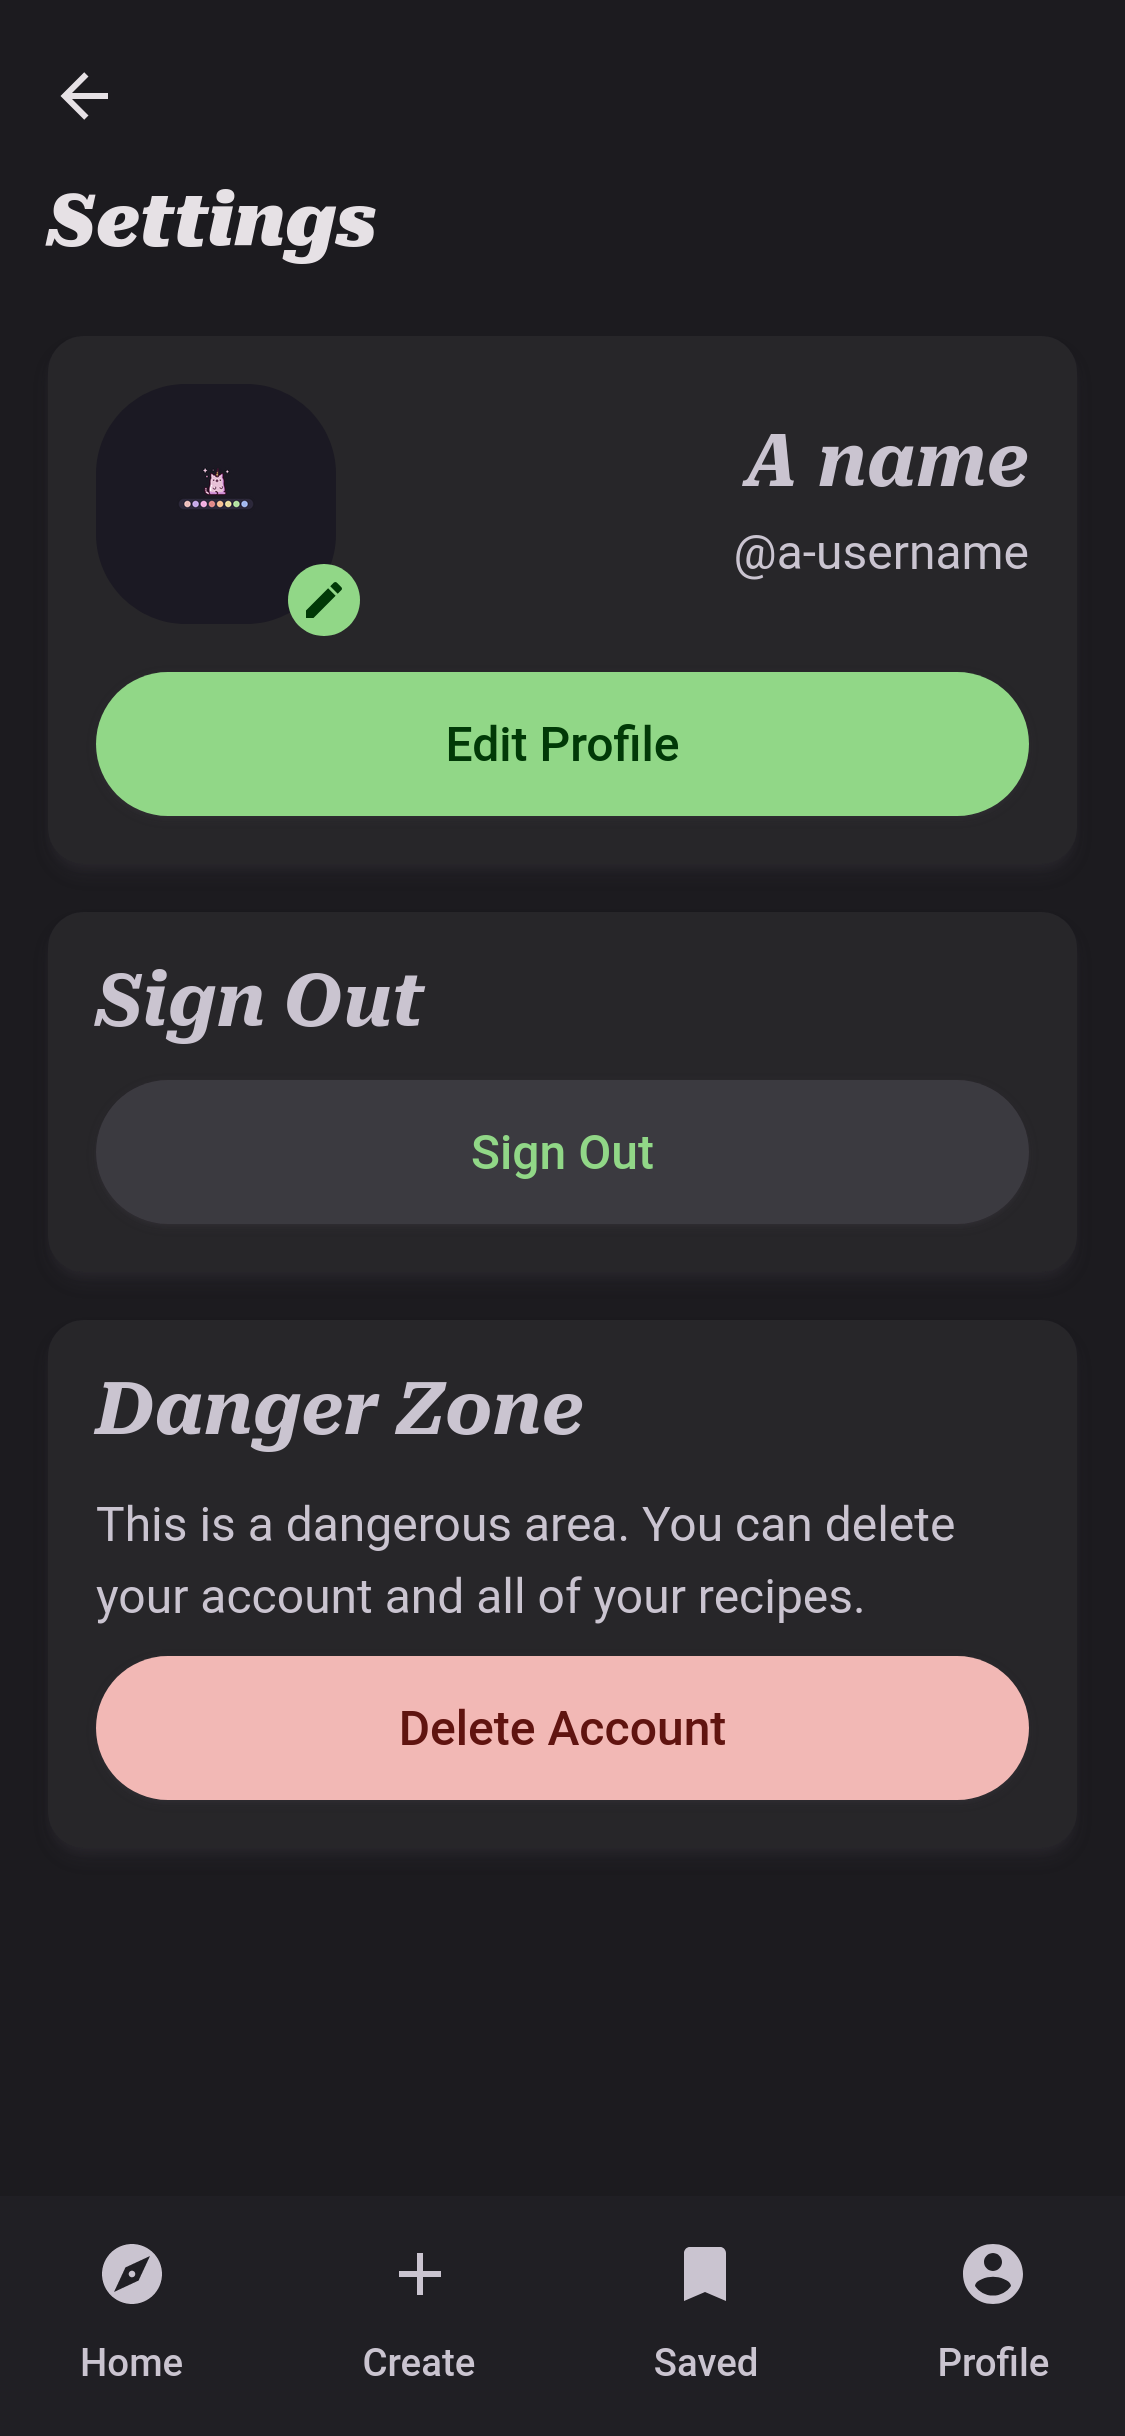 Settings
A name
@a-username
Edit Profile
Sign Out
Sign Out
Danger Zone
This is a dangerous area. You can delete
your account and all of your recipes.
Delete Account
Home
Create
Saved
Profile